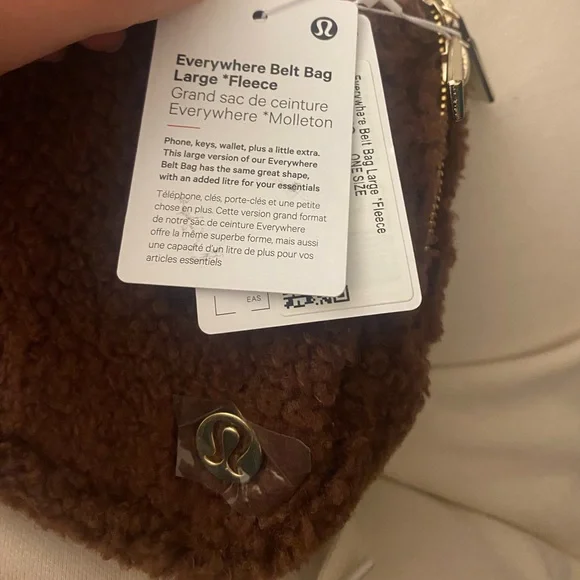 Everywhere Belt Bag
Large *Fleece
Grand sac de ceinture
Everywhere *Molleton
Phone, keys, wallet, plus a little extra.
This large version of our Everywhere
Belt Bag has the same great shape,
with an added litre for your essentials
Téléphone, clés, porte-clés et une petite
chose en plus. Cette version grand format
de notre sac de ceinture Everywhere
offre la même superbe forme, mais aussi
une capacité d'un litre de plus pour vos
articles essentiels
Everywhere Belt Bag Large *Fleece
ONE SIZE
EAS